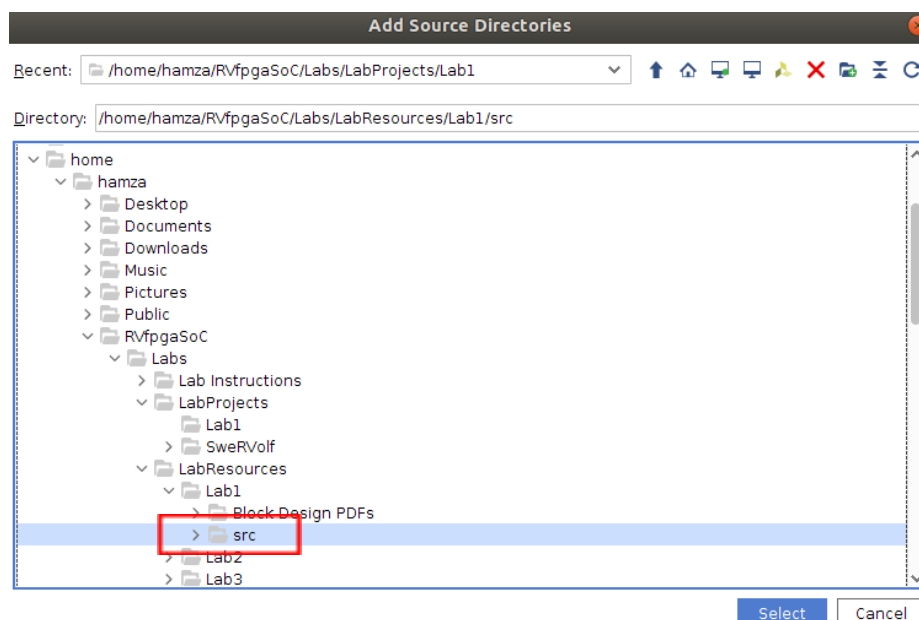 Add Source Directories
Recent: /home/hamza/RVfpgaSoC/Labs/LabProjects/Lab1
Directory: /home/hamza/RVfpgaSoC/Labs/LabResources/Lab1/src
home
hamza
Desktop
Documents
Downloads
Music
Pictures
Public
RVfpgaSoC
Labs
Lab Instructions
LabProjects
Lab1
SweRVolf
LabResources
Lab1
Block Design PDFs
src
Lab2
Lab3
Select Cancel